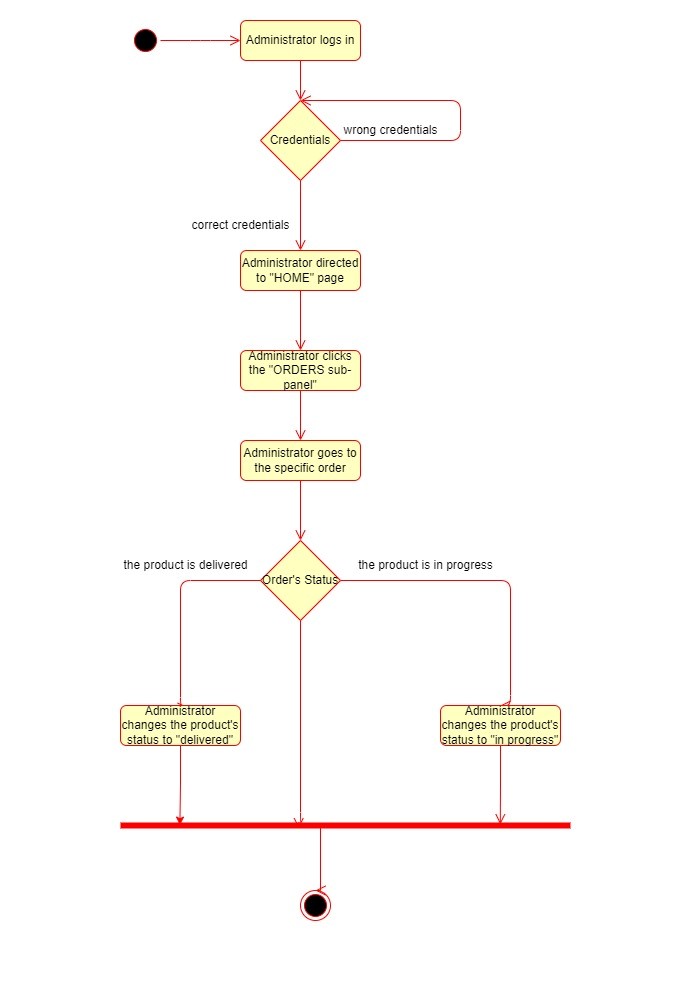 Administrator logs in
wrong credentials
Credentials
correct credentials
Administrator directed
to "HOME" page
Administrator clicks
the "ORDERS sub-
panel"
Administrator goes to
the specific order
the product is delivered
the product is in progress
Order's Status
Administrator
changes the product's
status to "delivered"
Administrator
changes the product's
status to "in progress"